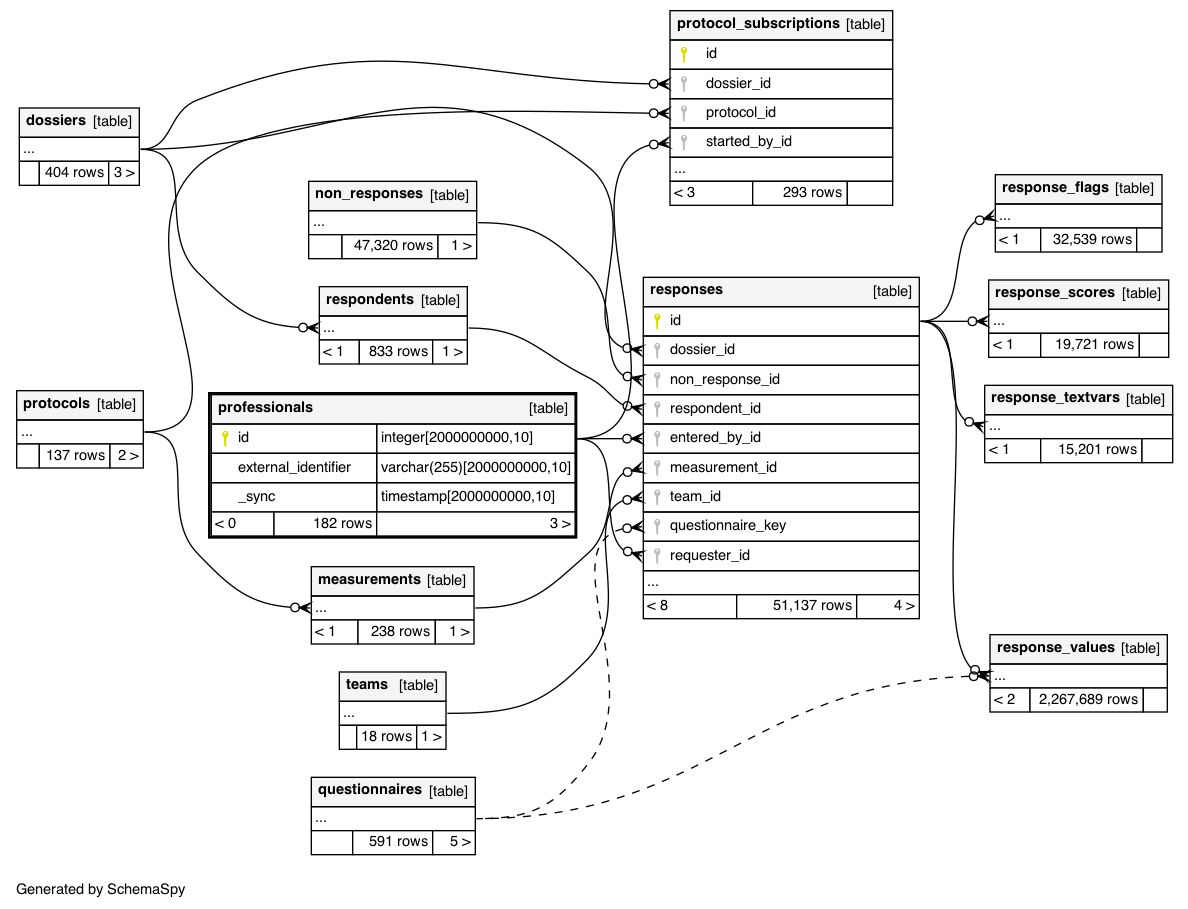 protocol_subscriptions [table]
id
dossier_id
protocol_id
started_by_id
...
< 3 293 rows
dossiers [table]
...
404 rows 3 >
non_responses [table]
...
47,320 rows 1 >
respondents [table]
...
< 1 833 rows 1 >
protocols [table]
...
137 rows 2 >
professionals [table]
id integer[2000000000,10]
external_identifier varchar(255)[2000000000,10]
_sync timestamp[2000000000,10]
< 0 182 rows 3 >
measurements [table]
...
< 1 238 rows 1 >
teams [table]
...
18 rows 1 >
questionnaires [table]
...
591 rows 5 >
responses [table]
id
dossier_id
non_response_id
respondent_id
entered_by_id
measurement_id
team_id
questionnaire_key
requester_id
...
< 8 51,137 rows 4 >
response_flags [table]
...
< 1 32,539 rows
response_scores [table]
...
< 1 19,721 rows
response_textvars [table]
...
< 1 15,201 rows
response_values [table]
...
< 2 2,267,689 rows
Generated by SchemaSpy